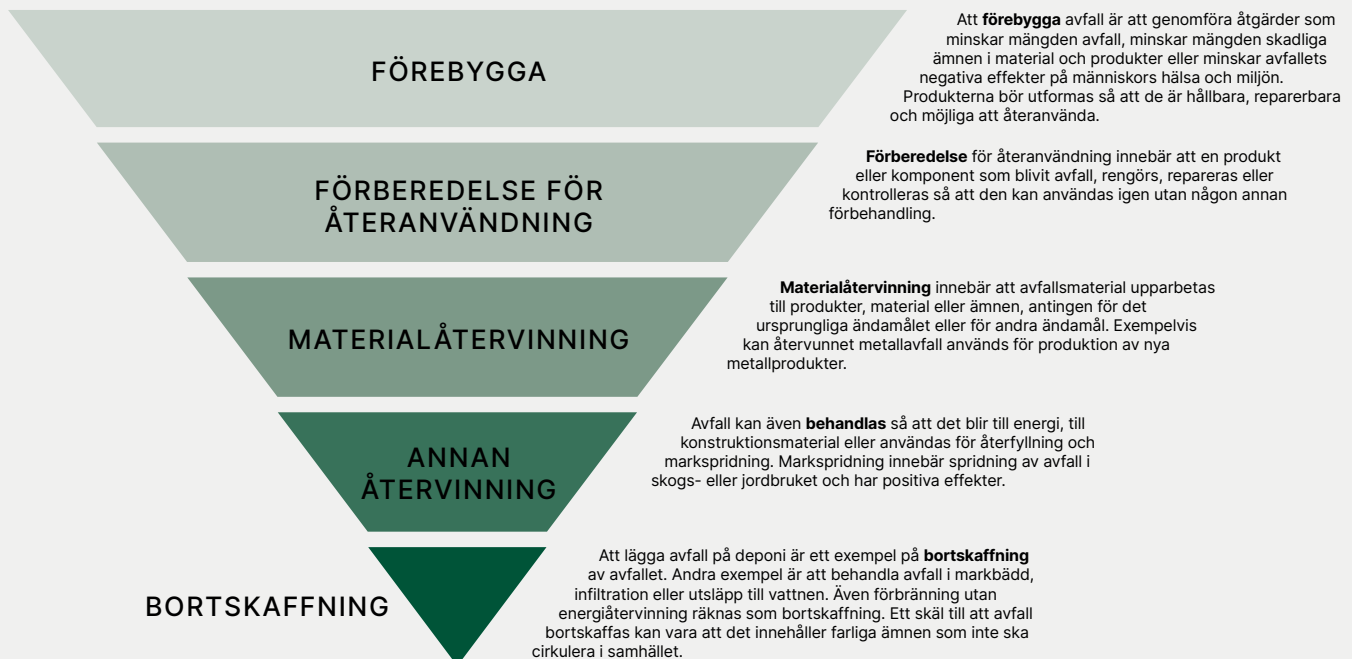 FÖREBYGGA
Att förebygga avfall är att genomföra åtgärder som
minskar mängden avfall, minskar mängden skadliga
ämnen i material och produkter eller minskar avfallets
negativa effekter på människors hälsa och miljön.
Produkterna bör utformas så att de är hållbara, reparerbara
och möjliga att återanvända.
FÖRBEREDELSE FÖR
ÅTERANVÄNDNING
Förberedelse för återanvändning innebär att en produkt
eller komponent som blivit avfall, rengörs, repareras eller
kontrolleras så att den kan användas igen utan någon annan
förbehandling.
MATERIALÅTERVINNING
Materialåtervinning innebär att avfallsmaterial upparbetas
till produkter, material eller ämnen, antingen för det
ursprungliga ändamålet eller för andra ändamål. Exempelvis
kan återvunnet metallavfall används för produktion av nya
metallprodukter.
ANNAN
ÅTERVINNING
Avfall kan även behandlas så att det blir till energi, till
konstruktionsmaterial eller användas för återfyllning och
markspridning. Markspridning innebär spridning av avfall i
skogs- eller jordbruket och har positiva effekter.
BORTSKAFFNING
Att lägga avfall på deponi är ett exempel på bortskaffning
av avfallet. Andra exempel är att behandla avfall i markbädd,
infiltration eller utsläpp till vattnen. Även förbränning utan
energiåtervinning räknas som bortskaffning. Ett skäl till att avfall
bortskaffas kan vara att det innehåller farliga ämnen som inte ska
cirkulera i samhället.